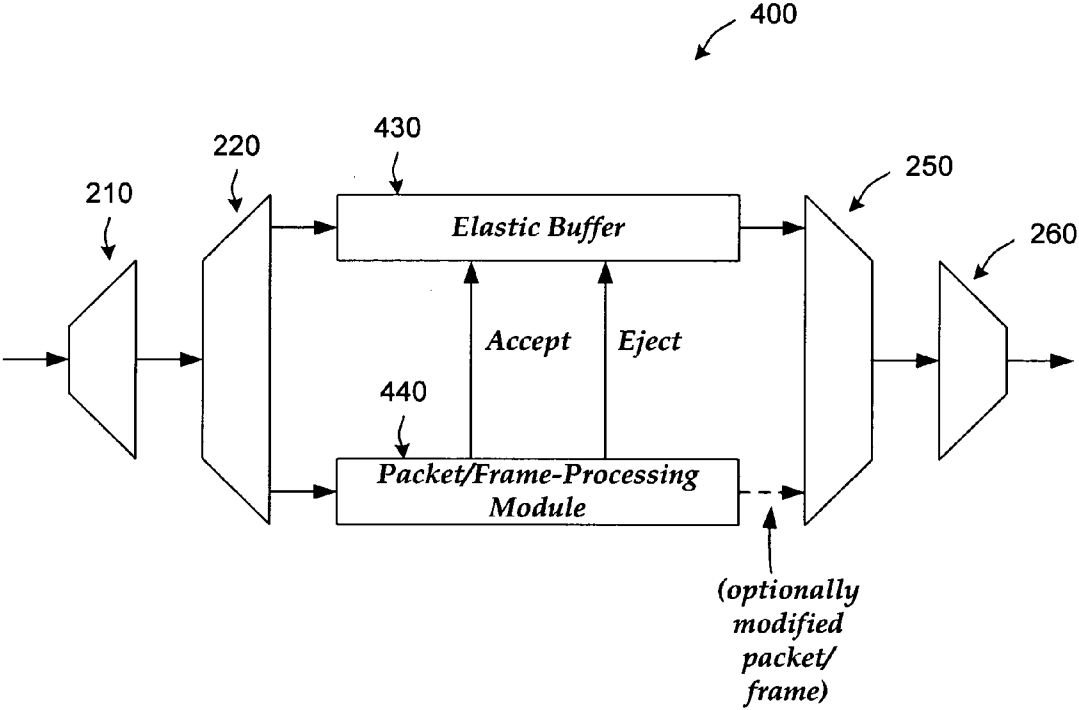 400
430
220
250
210
260
Elastic Buffer
Accept
Eject
440
Packet/Frame-Processing
Module
(optionally
modified
packet/
frame)